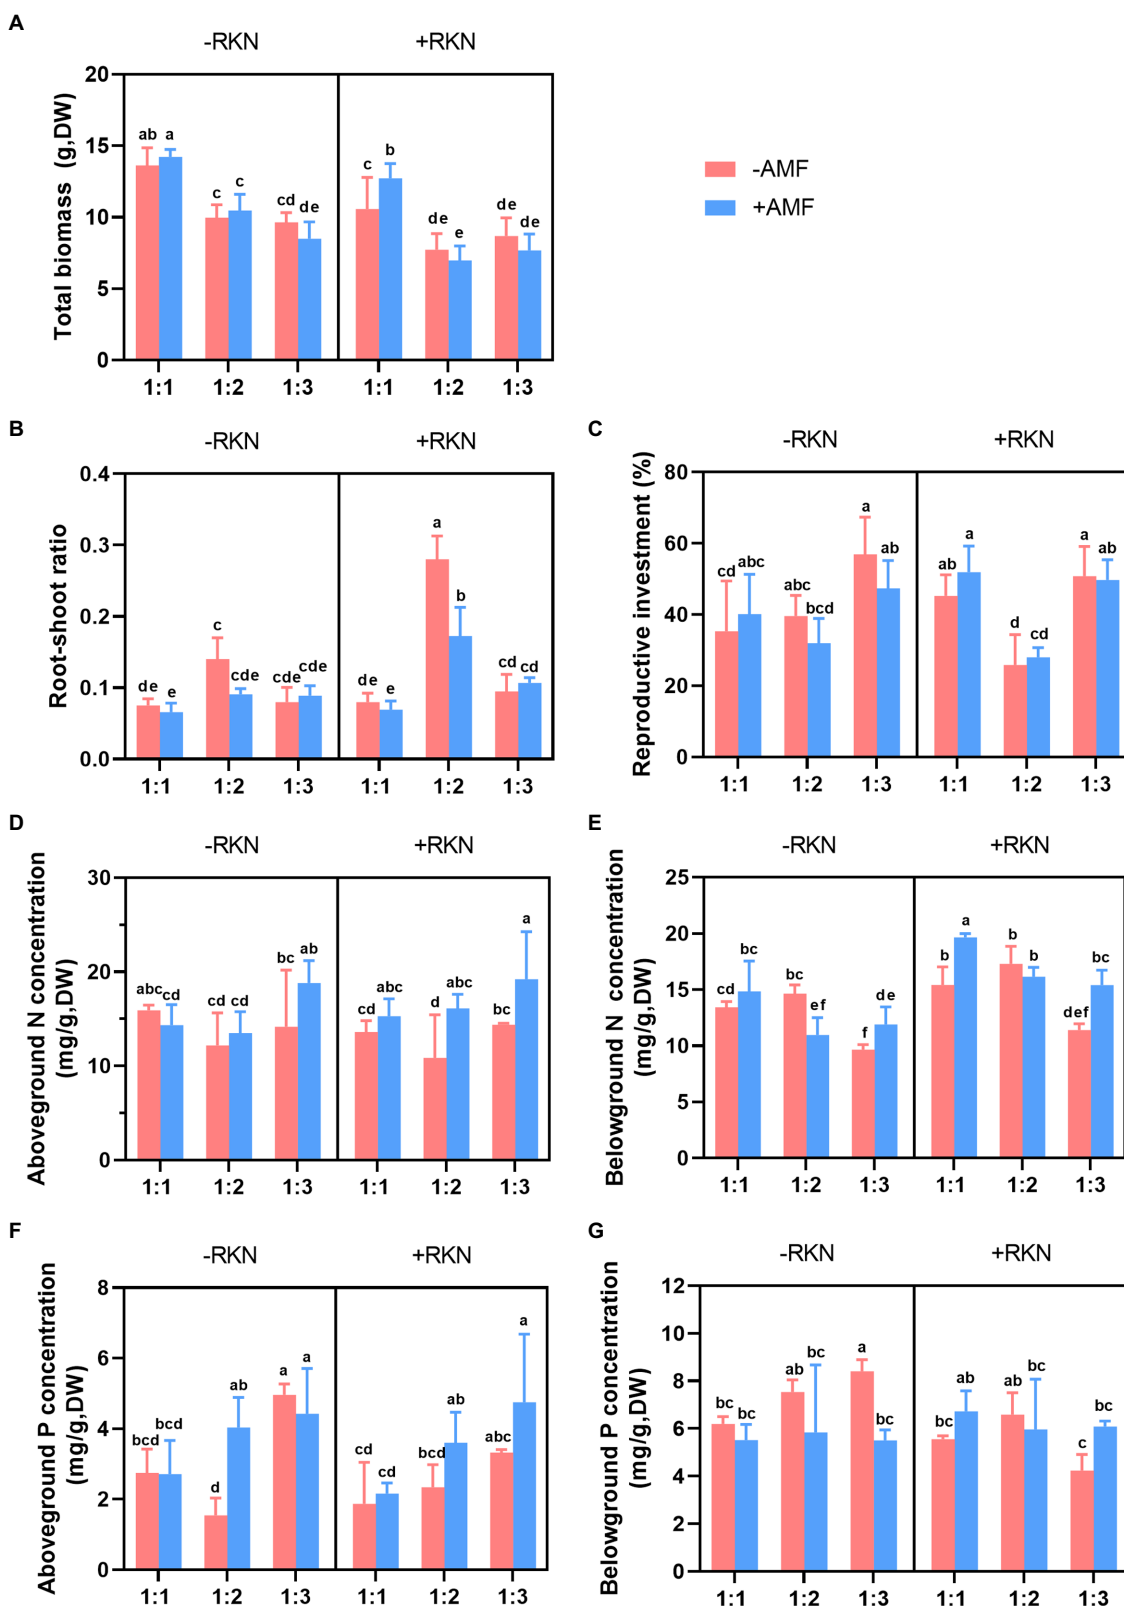 A
-RKN +RKN
Total biomass (g,DW)
20
15
10
5
0
ab a c c cd de c b de e de de
1:1 1:2 1:3 1:1 1:2 1:3
-AMF
+AMF
B
-RKN +RKN
Root-shoot ratio
0.4
0.3
0.2
0.1
0.0
de e c cde cde cde de e a b cd cd
1:1 1:2 1:3 1:1 1:2 1:3
C
-RKN +RKN
Reproductive investment (%)
80
60
40
20
0
cd abc abc bcd a ab ab a d cd a ab
1:1 1:2 1:3 1:1 1:2 1:3
D
-RKN +RKN
Aboveground N concentration
(mg/g,DW)
30
20
10
0
abc cd cd cd bc ab cd abc d abc bc a
1:1 1:2 1:3 1:1 1:2 1:3
E
-RKN +RKN
Belowground N concentration
(mg/g,DW)
25
20
15
10
5
0
cd bc bc ef f de b a b b def bc
1:1 1:2 1:3 1:1 1:2 1:3
F
-RKN +RKN
Aboveground P concentration
(mg/g,DW)
8
6
4
2
0
bcd bcd d ab a a cd cd bcd ab abc a
1:1 1:2 1:3 1:1 1:2 1:3
G
-RKN +RKN
Belowground P concentration
(mg/g,DW)
12
10
8
6
4
2
0
bc bc ab bc a bc bc ab ab bc c bc
1:1 1:2 1:3 1:1 1:2 1:3